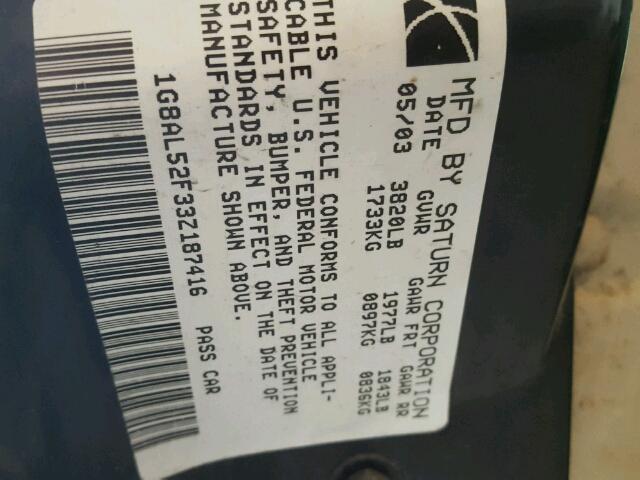 MFD BY SATURN CORPORATION
DATE GVWR GAWR FRT GAWR RR
05/03 3820LB 1977LB 1843LB
1733KG 0897KG 0836KG
THIS VEHICLE CONFORMS TO ALL APPLI-
CABLE U.S. FEDERAL MOTOR VEHICLE
SAFETY, BUMPER, AND THEFT PREVENTION
STANDARDS IN EFFECT ON THE DATE OF
MANUFACTURE SHOWN ABOVE.
1G8AL52F33Z187416 PASS CAR